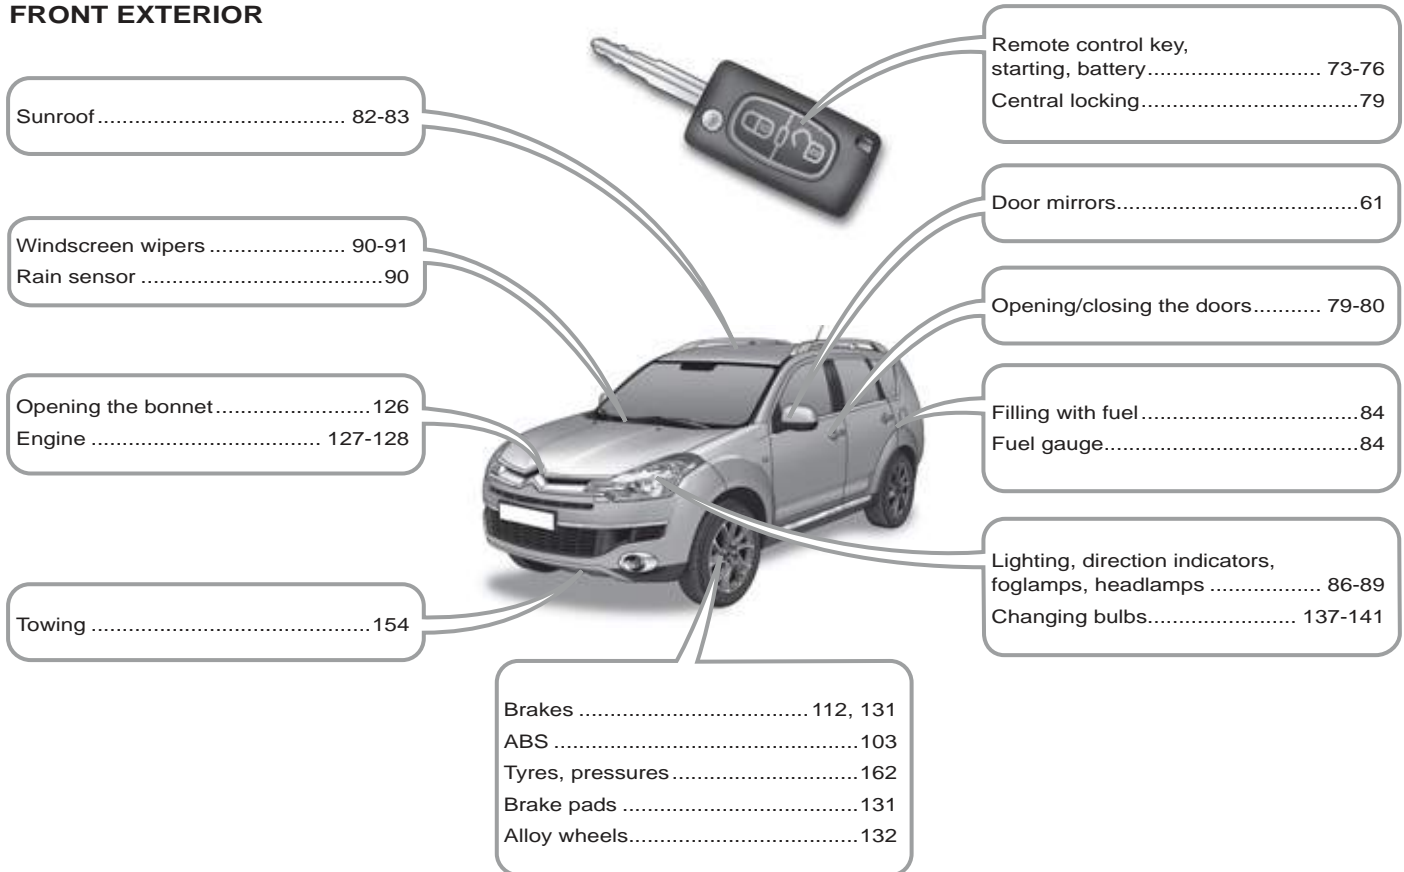 FRONT EXTERIOR
Sunroof.................................... 82-83
Windscreen wipers ...................... 90-91
Rain sensor .......................................90
Opening the bonnet.........................126
Engine ..................................... 127-128
Towing .............................................154
Remote control key,
starting, battery............................ 73-76
Central locking...................................79
Door mirrors.......................................61
Opening/closing the doors........... 79-80
Filling with fuel...................................84
Fuel gauge.........................................84
Lighting, direction indicators,
foglamps, headlamps .................. 86-89
Changing bulbs........................ 137-141
Brakes .....................................112, 131
ABS .................................................103
Tyres, pressures..............................162
Brake pads ......................................131
Alloy wheels.....................................132